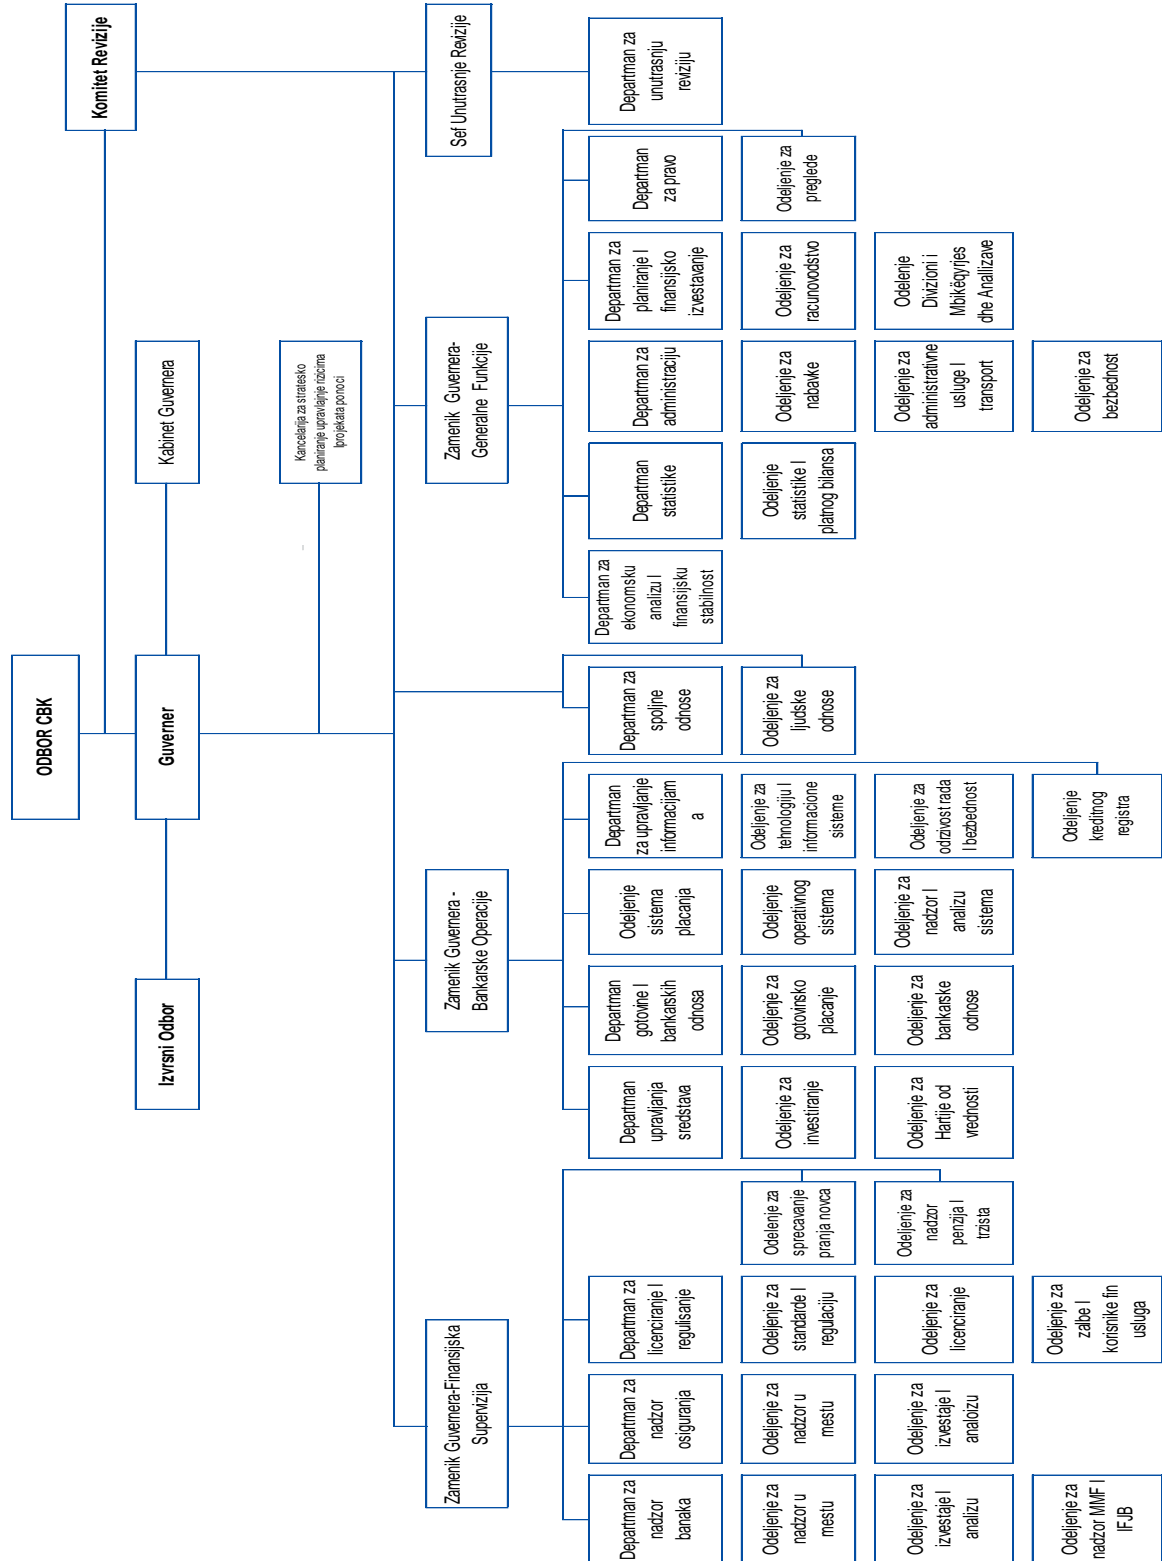 ODBOR CBK
Komitet Revizije
Izvrsni Odbor
Guverner
Kabinet Guvernera
Kancelarija za stratesko
planiranje upravlajnje rizicima
Iprojekata ponoci
Zamenik Guvernera-Finansijska
Supervizija
Zamenik Guvernera -
Bankarske Operacije
Zamenik Guvernera-
Generalne Funkcije
Sef Unutrasnje Revizije
Departman za
nadzor
banaka
Departman za
nadzor
osiguranja
Departman za
licenciranje I
regulisanje
Departman
upravljanja
sredstava
Departman
gotovine I
bankarskih
odnosa
Odeljenje
sistema
placanja
Departman
za upravljanje
informacijam
a
Departman za
spoljne
odnose
Departman za
ekonomsku
analizu I
finansijsku
stabilnost
Departman
statistike
Departman za
administraciju
Departman za
planiranje I
finansijsko
izvestavanje
Departman
za pravo
Departman za
unutrasnju
reviziju
Odeljenje za
nadzor u
mestu
Odeljenje za
nadzor u
mestu
Odeljenje za
standarde I
regulaciju
Odelenje za
sprecavanje
pranja novca
Odeljenje za
investiranje
Odeljenje za
gotovinsko
placanje
Odeljenje
operativnog
sistema
Odeljenje za
tehnologiju I
informacione
sisteme
Odeljenje za
ljudske
odnose
Odeljenje
statistike I
platnog bilansa
Odeljenje za
nabavke
Odeljenje za
racunovodstvo
Odeljenje za
preglede
Odeljenje za
izvestaje I
analizu
Odeljenje za
izvestaje I
analoizu
Odeljenje za
licenciranje
Odeljenje za
nadzor
penzija I
trzista
Odeljenje za
Hartije od
vrednosti
Odeljenje za
bankarske
odnose
Odeljenje za
nadzor I
analizu
sistema
Odeljenje za
odrzivost rada
I bezbednost
Odeljenje za
administrativne
usluge I
transport
Odelenje
Divizioni i
Mbikëqyrjes
dhe Anallizave
Odeljenje za
nadzor MMF I
IFJB
Odeljenje za
zalbe I
korisnike fin
usluga
Odeljenje
kreditnog
registra
Odeljenje za
bezbednost